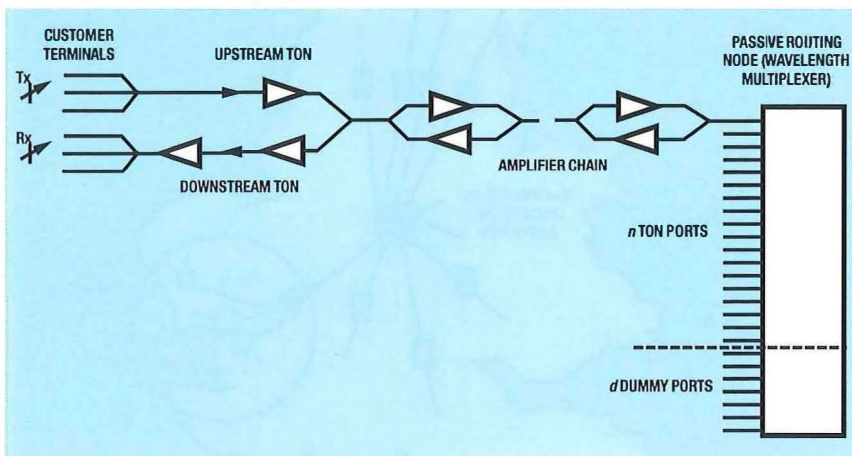 CUSTOMER
TERMINALS
UPSTREAM TON
PASSIVE ROUTING
NODE (WAVELENGTH
MULTIPLEXER)
Tx
Rx
DOWNSTREAM TON
AMPLIFIER CHAIN
n TON PORTS
d DUMMY PORTS